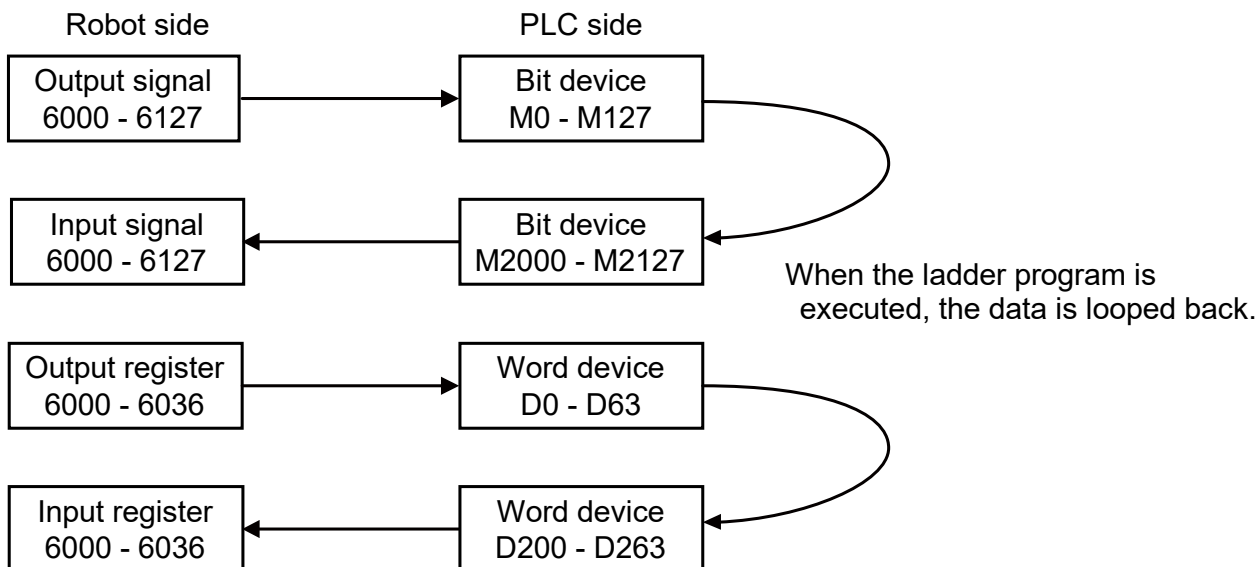 Robot side
PLC side
Output signal
6000 - 6127
Bit device
M0 - M127
Input signal
6000 - 6127
Bit device
M2000 - M2127
When the ladder program is
executed, the data is looped back.
Output register
6000 - 6036
Word device
D0 - D63
Input register
6000 - 6036
Word device
D200 - D263